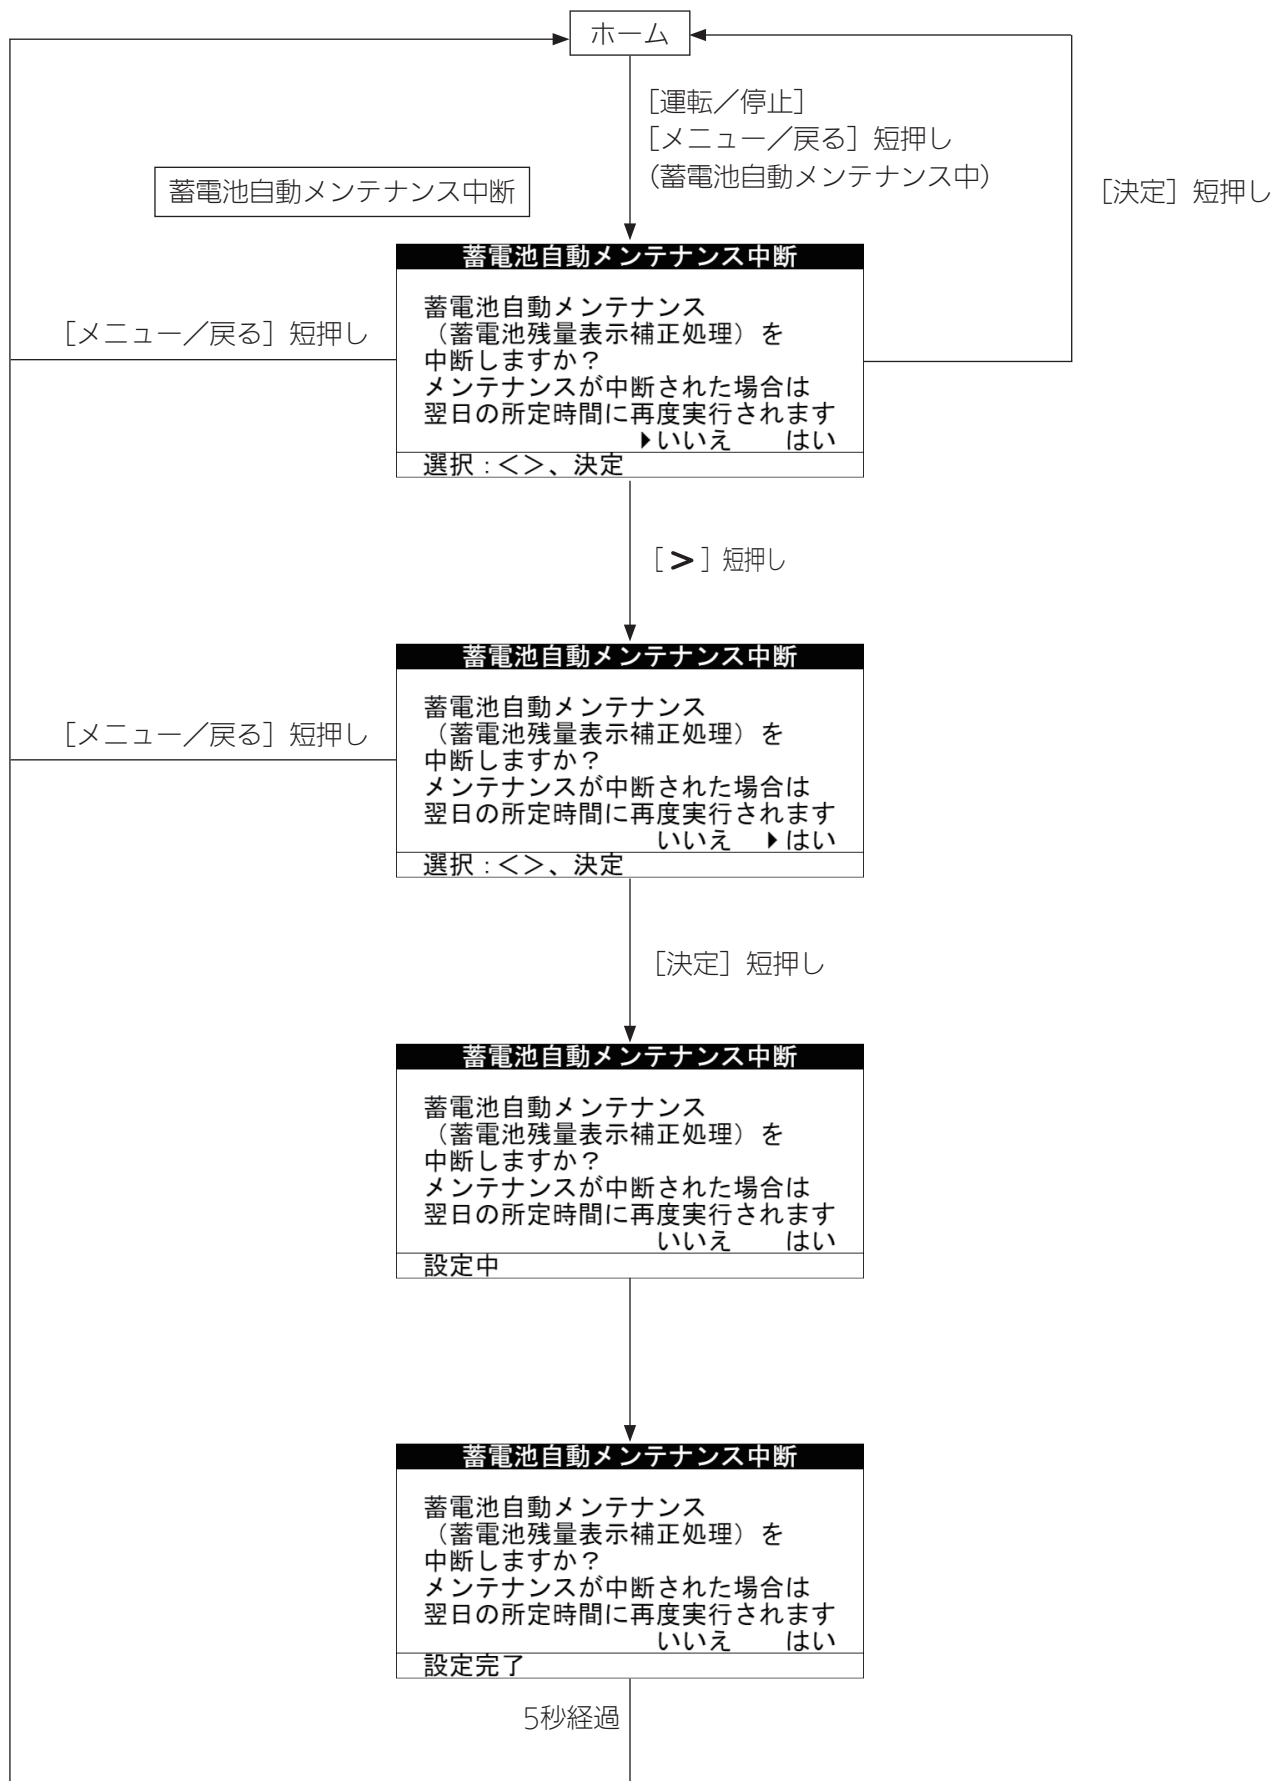 ホーム
［運転／停止］
［メニュー／戻る］短押し
（蓄電池自動メンテナンス中）
蓄電池自動メンテナンス中断
［決定］短押し
蓄電池自動メンテナンス中断
蓄電池自動メンテナンス
（蓄電池残量表示補正処理）を
中断しますか？
メンテナンスが中断された場合は
翌日の所定時間に再度実行されます
▶いいえ　はい
選択：＜＞、決定
［メニュー／戻る］短押し
［＞］短押し
蓄電池自動メンテナンス中断
蓄電池自動メンテナンス
（蓄電池残量表示補正処理）を
中断しますか？
メンテナンスが中断された場合は
翌日の所定時間に再度実行されます
いいえ　▶はい
選択：＜＞、決定
［メニュー／戻る］短押し
［決定］短押し
蓄電池自動メンテナンス中断
蓄電池自動メンテナンス
（蓄電池残量表示補正処理）を
中断しますか？
メンテナンスが中断された場合は
翌日の所定時間に再度実行されます
いいえ　はい
設定中
蓄電池自動メンテナンス中断
蓄電池自動メンテナンス
（蓄電池残量表示補正処理）を
中断しますか？
メンテナンスが中断された場合は
翌日の所定時間に再度実行されます
いいえ　はい
設定完了
5秒経過